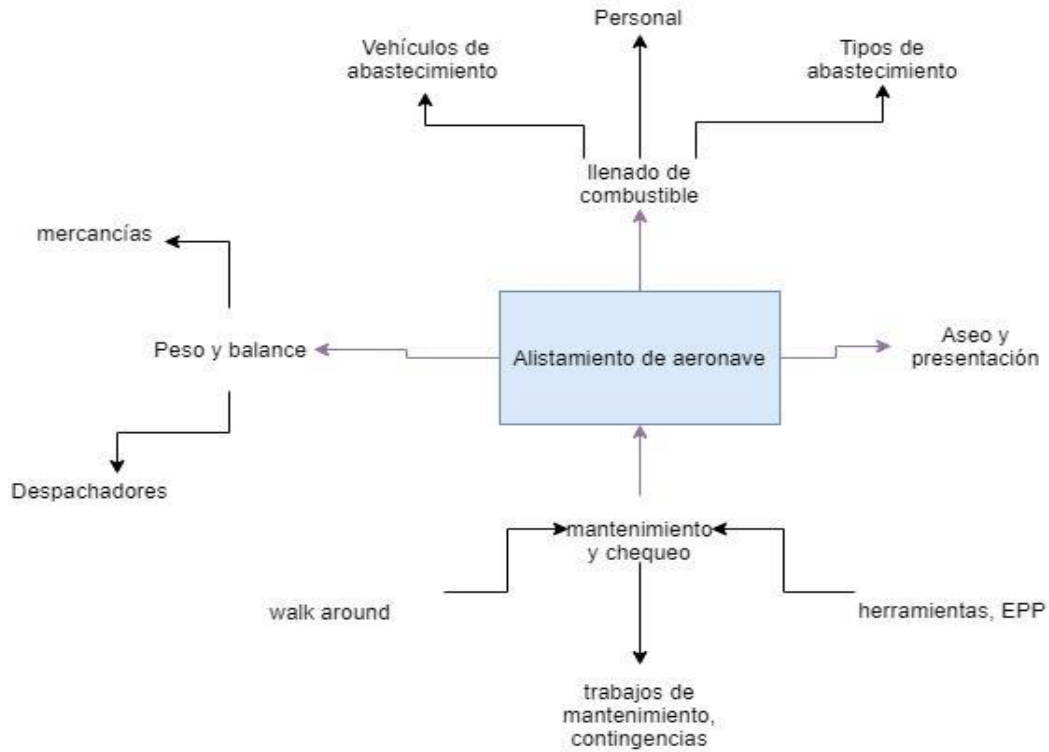 Personal
Vehículos de
abastecimiento
Tipos de
abastecimiento
llenado de
combustible
mercancías
Peso y balance
Alistamiento de aeronave
Aseo y
presentación
Despachadores
mantenimiento
y chequeo
walk around
herramientas, EPP
trabajos de
mantenimiento,
contingencias